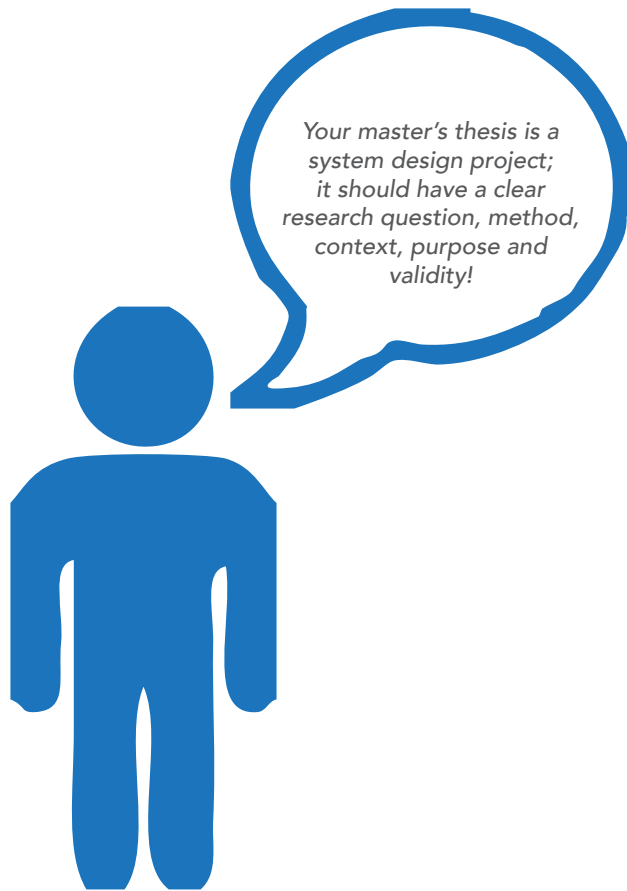 Your master's thesis is a
system design project;
it should have a clear
research question, method,
context, purpose and
validity!